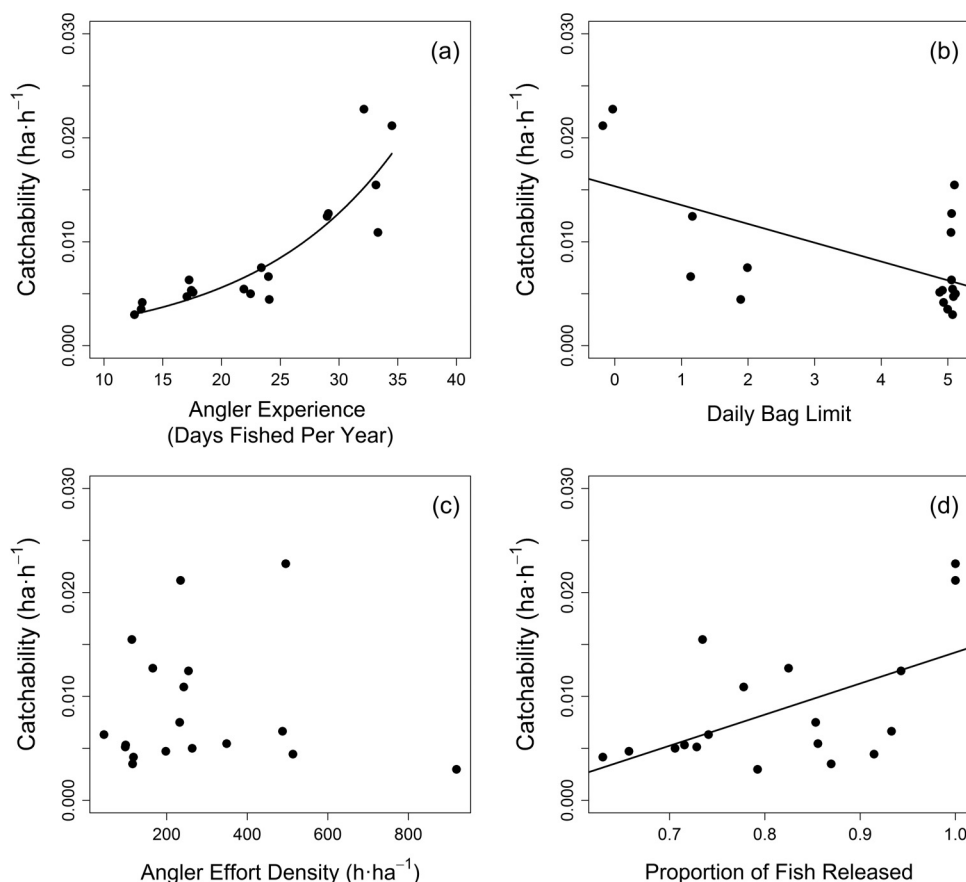 (a)
Catchability (ha·h⁻¹)
0.030
0.020
0.010
0.000
10 15 20 25 30 35 40
Angler Experience
(Days Fished Per Year)
(b)
Catchability (ha·h⁻¹)
0.030
0.020
0.010
0.000
0 1 2 3 4 5
Daily Bag Limit
(c)
Catchability (ha·h⁻¹)
0.030
0.020
0.010
0.000
200 400 600 800
Angler Effort Density (h·ha⁻¹)
(d)
Catchability (ha·h⁻¹)
0.030
0.020
0.010
0.000
0.7 0.8 0.9 1.0
Proportion of Fish Released